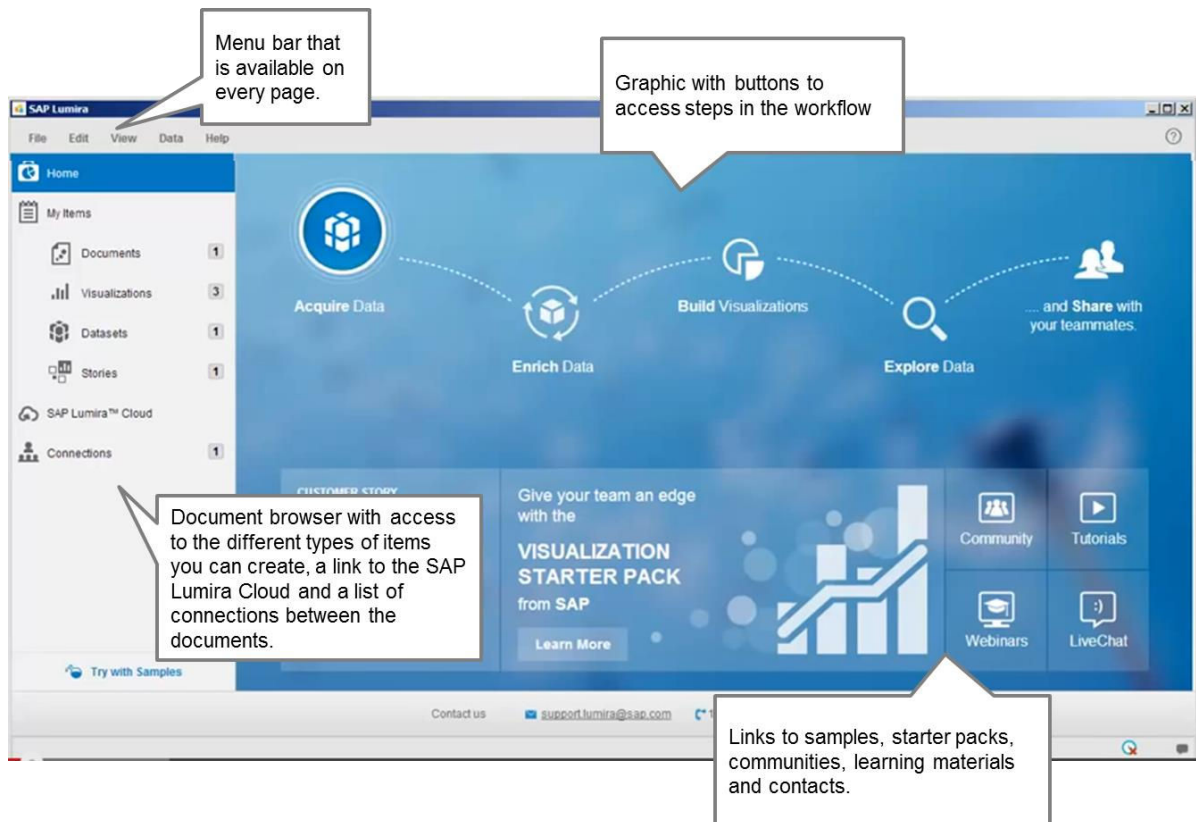 Menu bar that
is available on
every page.
Graphic with buttons to
access steps in the workflow
SAP Lumira
File Edit View Data Help
Home
My Items
Documents 1
Visualizations 3
Datasets 1
Stories 1
SAP Lumira™ Cloud
Connections 1
Acquire Data
Enrich Data
Build Visualizations
Explore Data
.... and Share with
your teammates.
Document browser with access
to the different types of items
you can create, a link to the SAP
Lumira Cloud and a list of
connections between the
documents.
CUSTOMER STORY
Give your team an edge
with the
VISUALIZATION
STARTER PACK
from SAP
Learn More
Community
Tutorials
Webinars
LiveChat
Try with Samples
Contact us support.lumira@sap.com
Links to samples, starter packs,
communities, learning materials
and contacts.